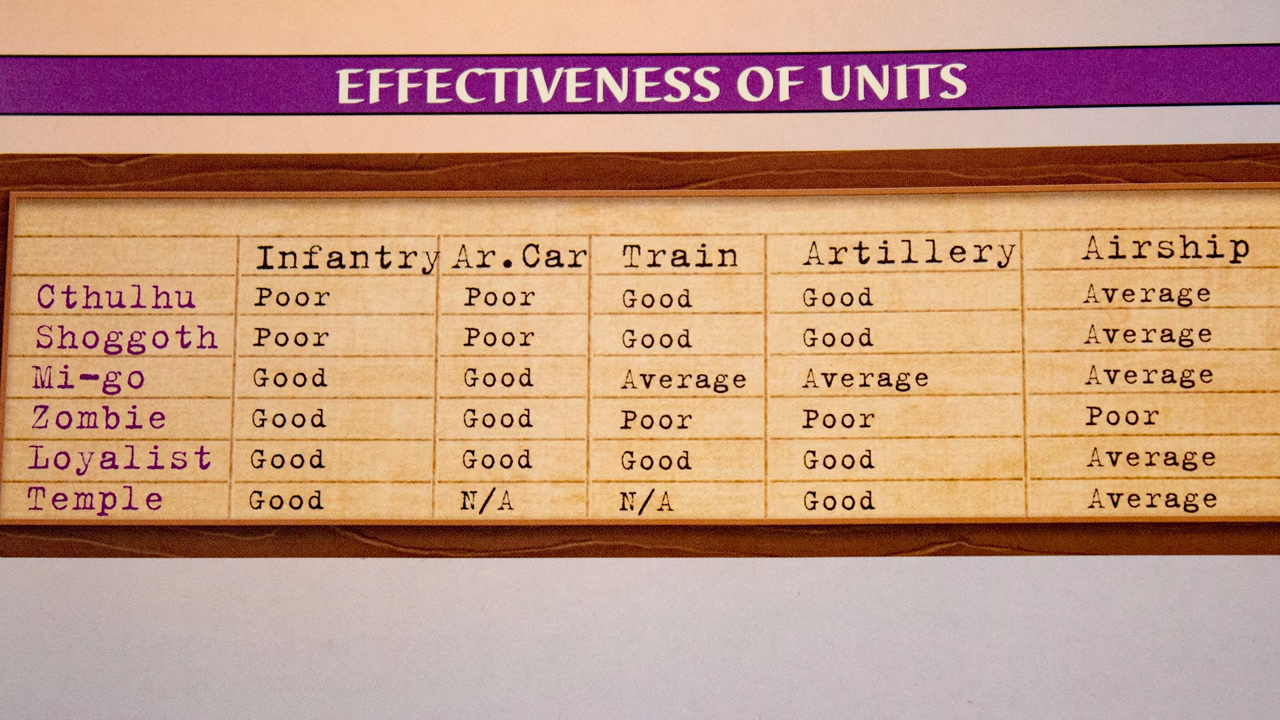 EFFECTIVENESS OF UNITS
Infantry Ar.Car Train Artillery Airship
Cthulhu Poor Poor Good Good Average
Shoggoth Poor Poor Good Good Average
Mi-go Good Good Average Average Average
Zombie Good Good Poor Poor Poor
Loyalist Good Good Good Good Average
Temple Good N/A N/A Good Average